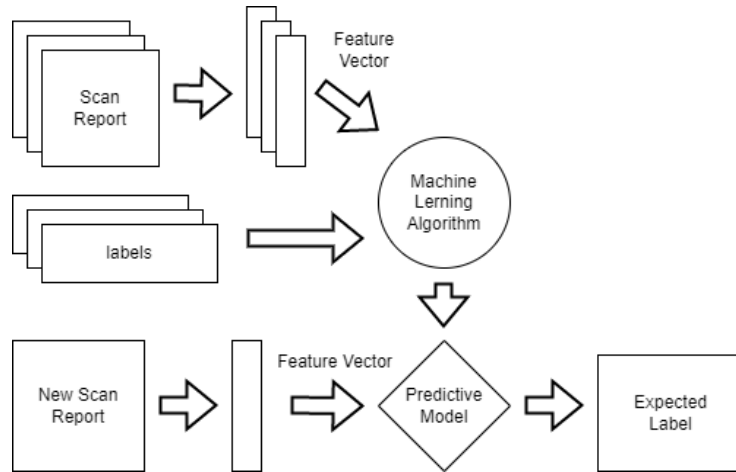 Feature
Vector
Scan
Report
Machine
Lerning
Algorithm
labels
Feature Vector
New Scan
Report
Predictive
Model
Expected
Label